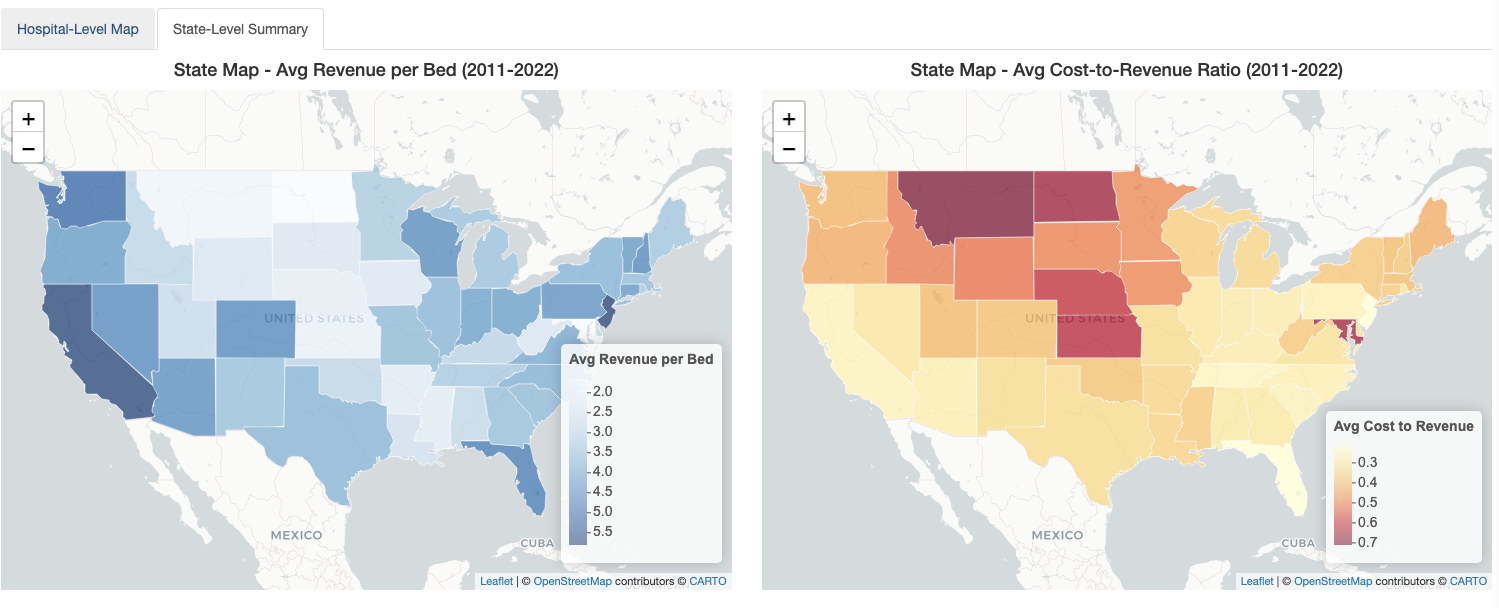 Hospital-Level Map
State-Level Summary
State Map - Avg Revenue per Bed (2011-2022)
+
−
UNITED STATES
MEXICO
CUBA
Avg Revenue per Bed
2.0
2.5
3.0
3.5
4.0
4.5
5.0
5.5
Leaflet | © OpenStreetMap contributors © CARTO
State Map - Avg Cost-to-Revenue Ratio (2011-2022)
+
−
UNITED STATES
MEXICO
CUBA
Avg Cost to Revenue
0.3
0.4
0.5
0.6
0.7
Leaflet | © OpenStreetMap contributors © CARTO